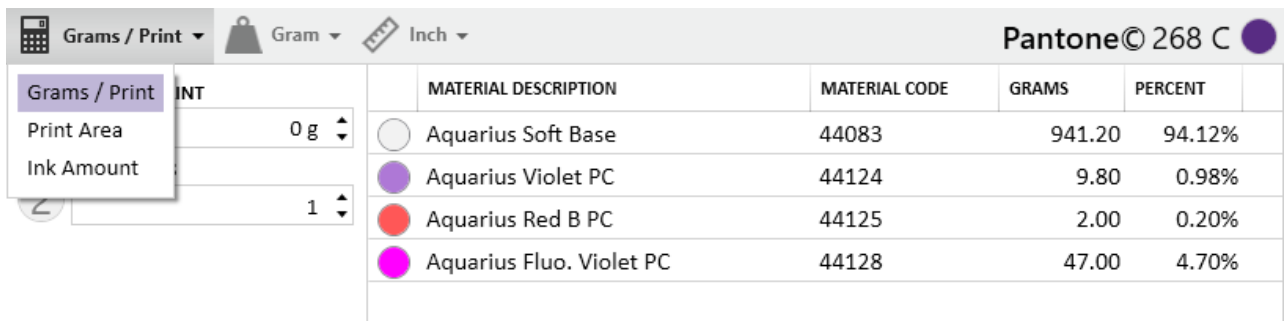 Grams / Print Gram Inch Pantone© 268 C
Grams / Print
Print Area
Ink Amount
INT
0 g
2
1
MATERIAL DESCRIPTION MATERIAL CODE GRAMS PERCENT
Aquarius Soft Base 44083 941.20 94.12%
Aquarius Violet PC 44124 9.80 0.98%
Aquarius Red B PC 44125 2.00 0.20%
Aquarius Fluo. Violet PC 44128 47.00 4.70%